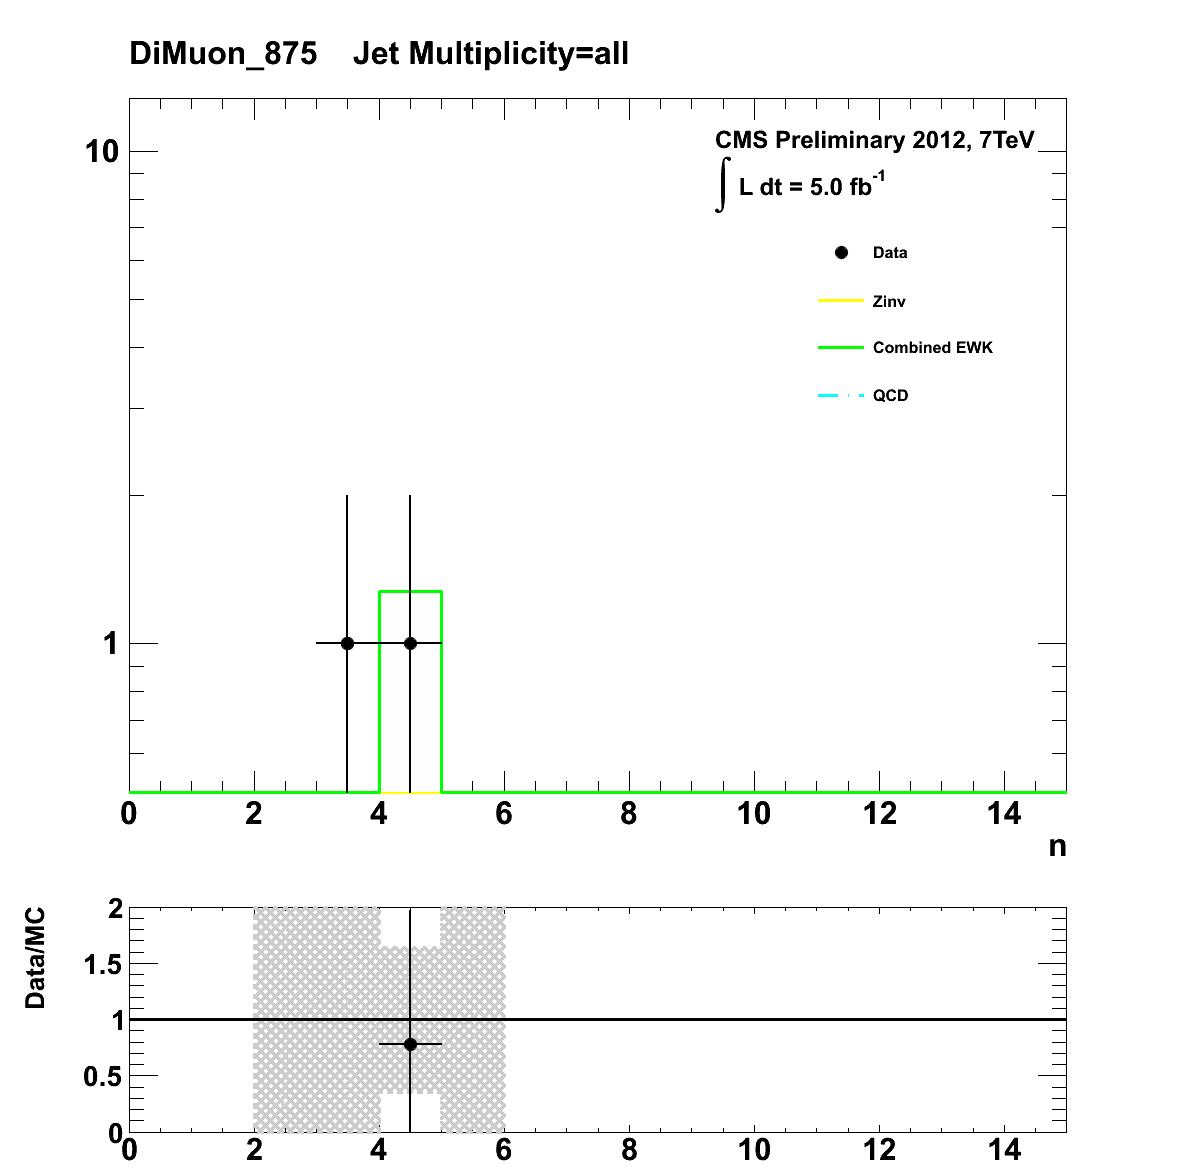 DiMuon_875 Jet Multiplicity=all
CMS Preliminary 2012, 7TeV
∫ L dt = 5.0 fb⁻¹
Data
Zinv
Combined EWK
QCD
10
1
0 2 4 6 8 10 12 14
n
Data/MC
2
1.5
1
0.5
0
0 2 4 6 8 10 12 14